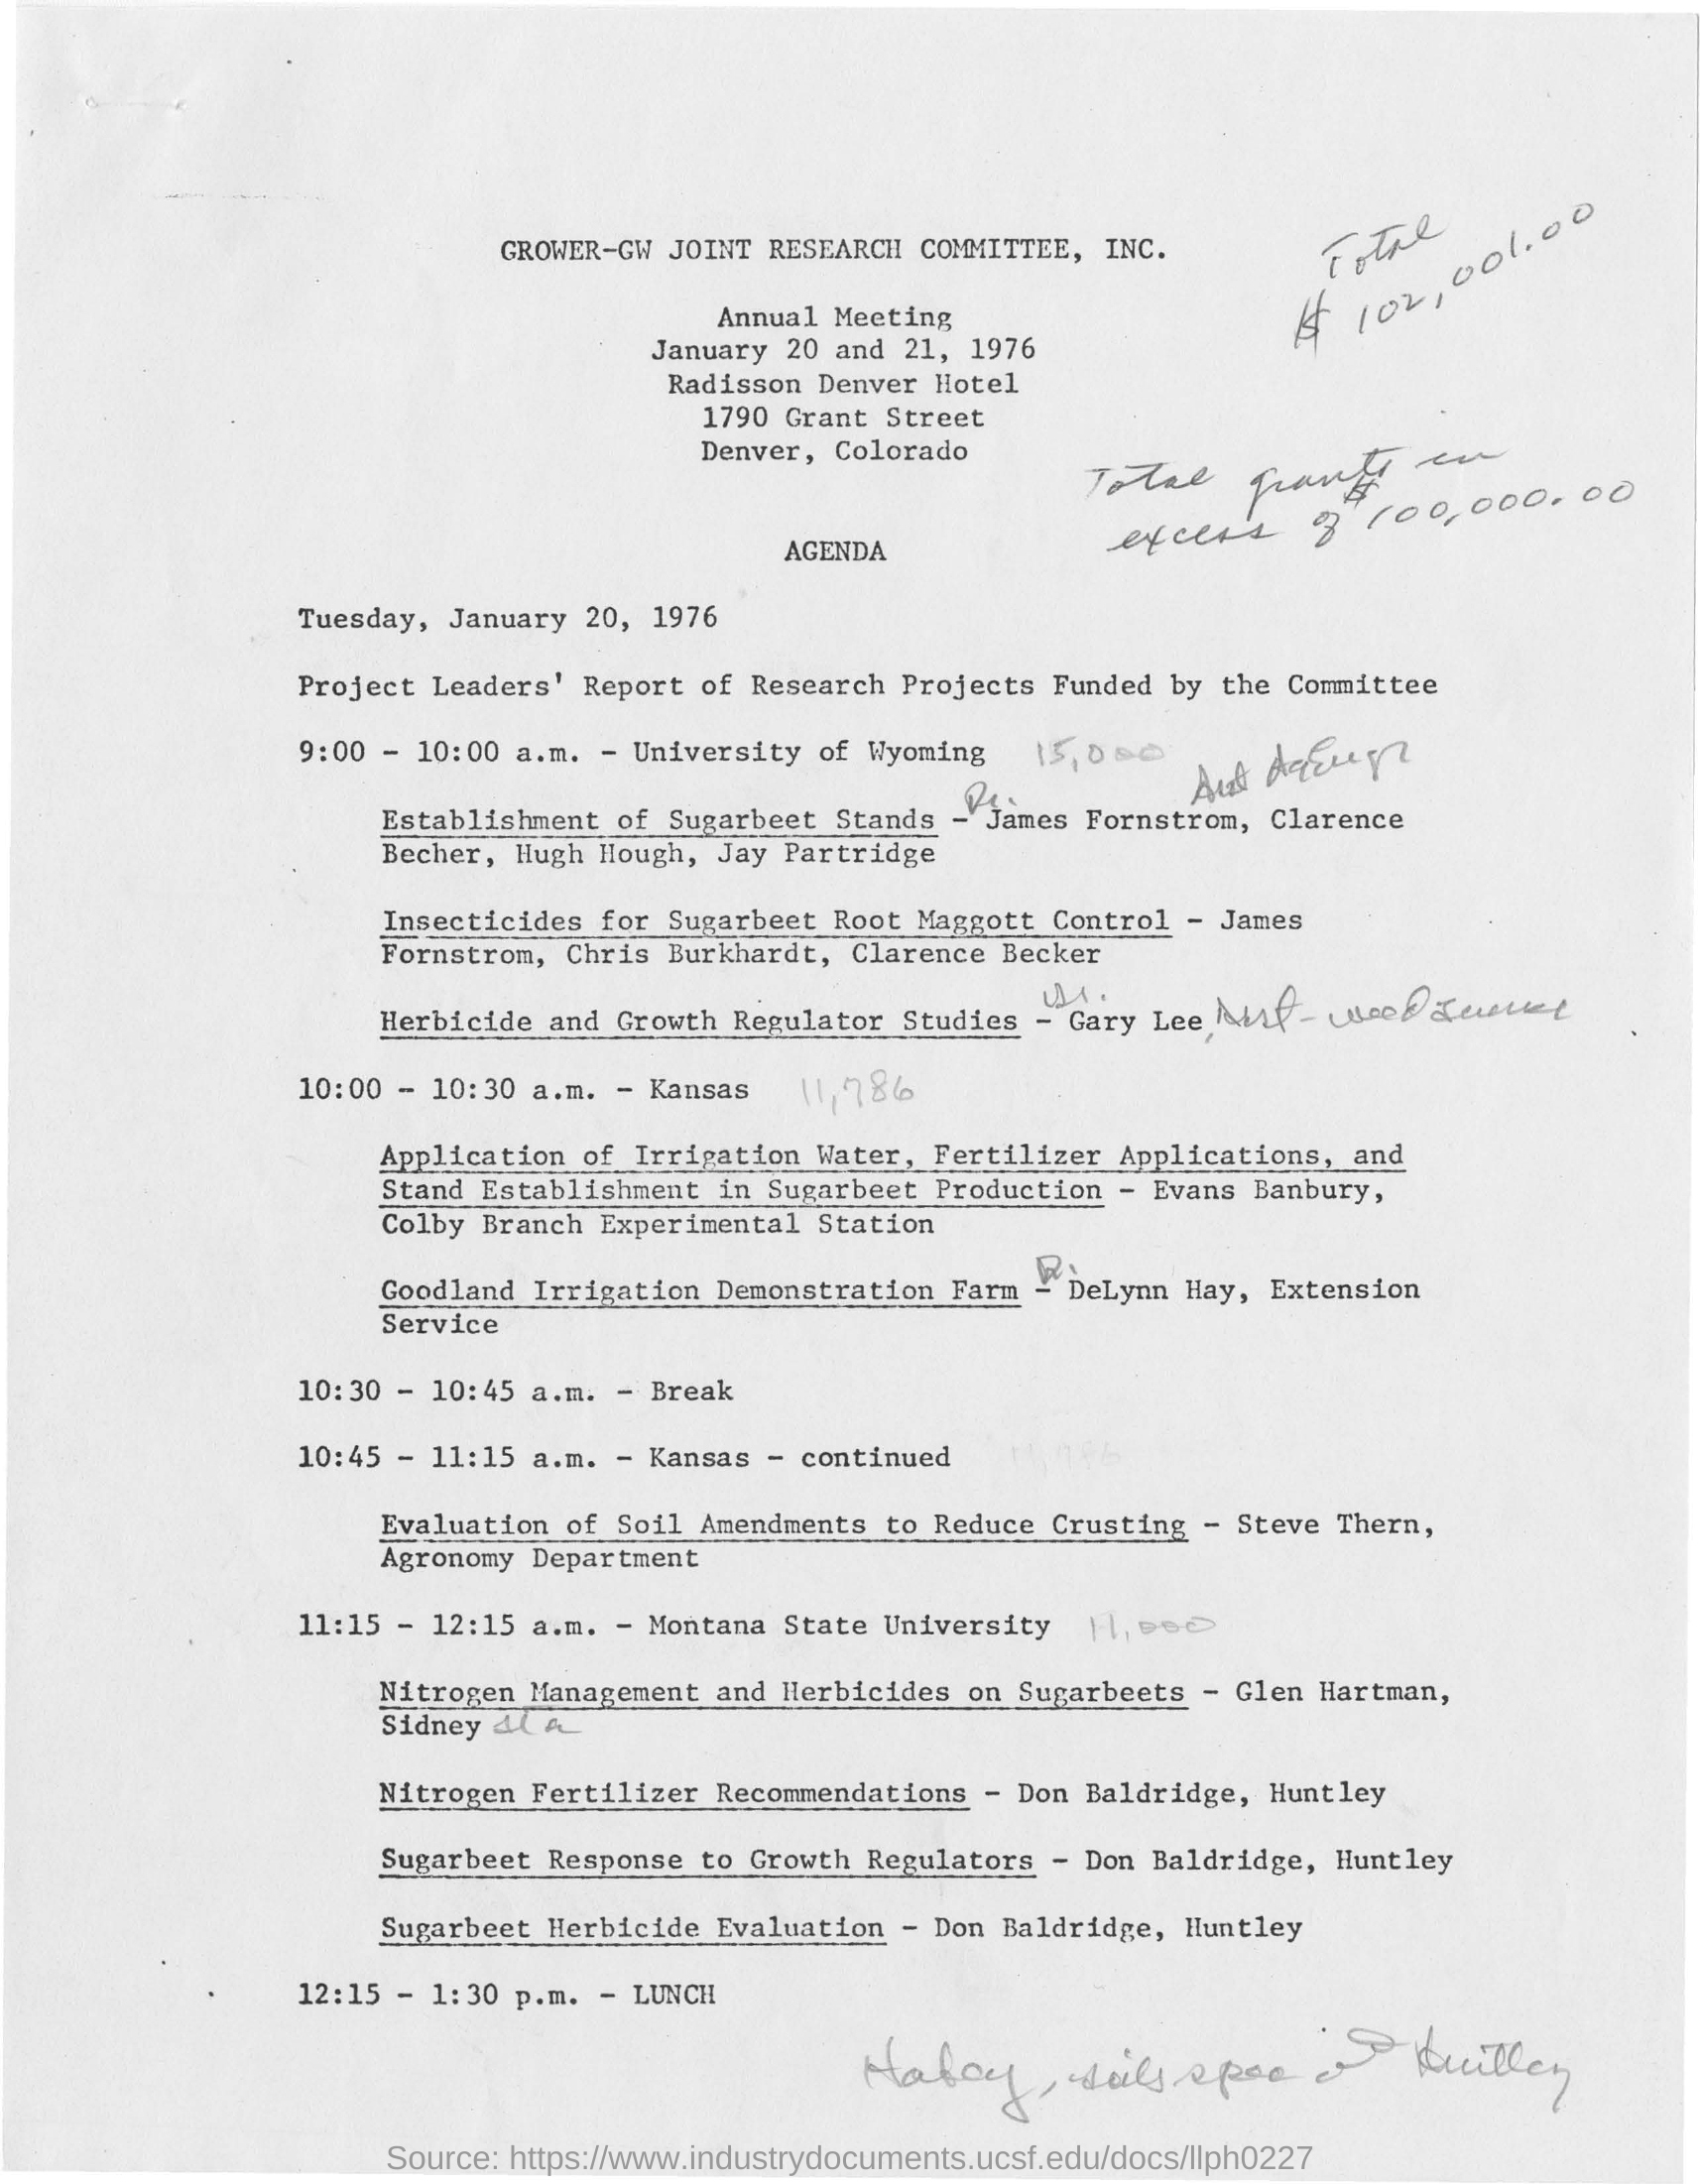 GROWER-GW JOINT RESEARCH COMMITTEE, INC.
Total
$ 102,001.00
Annual Meeting
January 20 and 21, 1976
Radisson Denver Hotel
1790 Grant Street
Denver, Colorado
Total grants in
excess of $100,000.00
AGENDA
Tuesday, January 20, 1976
Project Leaders' Report of Research Projects Funded by the Committee
9:00 - 10:00 a.m. - University of Wyoming 15,000
Dr.
Establishment of Sugarbeet Stands - James Fornstrom, Clarence
Becher, Hugh Hough, Jay Partridge
Insecticides for Sugarbeet Root Maggott Control - James
Fornstrom, Chris Burkhardt, Clarence Becker
Dr.
Herbicide and Growth Regulator Studies - Gary Lee,
10:00 - 10:30 a.m. - Kansas 11,786
Application of Irrigation Water, Fertilizer Applications, and
Stand Establishment in Sugarbeet Production - Evans Banbury,
Colby Branch Experimental Station
Dr.
Goodland Irrigation Demonstration Farm - DeLynn Hay, Extension
Service
10:30 - 10:45 a.m. - Break
10:45 - 11:15 a.m. - Kansas - continued
Evaluation of Soil Amendments to Reduce Crusting - Steve Thern,
Agronomy Department
11:15 - 12:15 a.m. - Montana State University 11,000
Nitrogen Management and Herbicides on Sugarbeets - Glen Hartman,
Sidney sta
Nitrogen Fertilizer Recommendations - Don Baldridge, Huntley
Sugarbeet Response to Growth Regulators - Don Baldridge, Huntley
Sugarbeet Herbicide Evaluation - Don Baldridge, Huntley
12:15 - 1:30 p.m. - LUNCH
soils spec Huntley
Source: https://www.industrydocuments.ucsf.edu/docs/llph0227